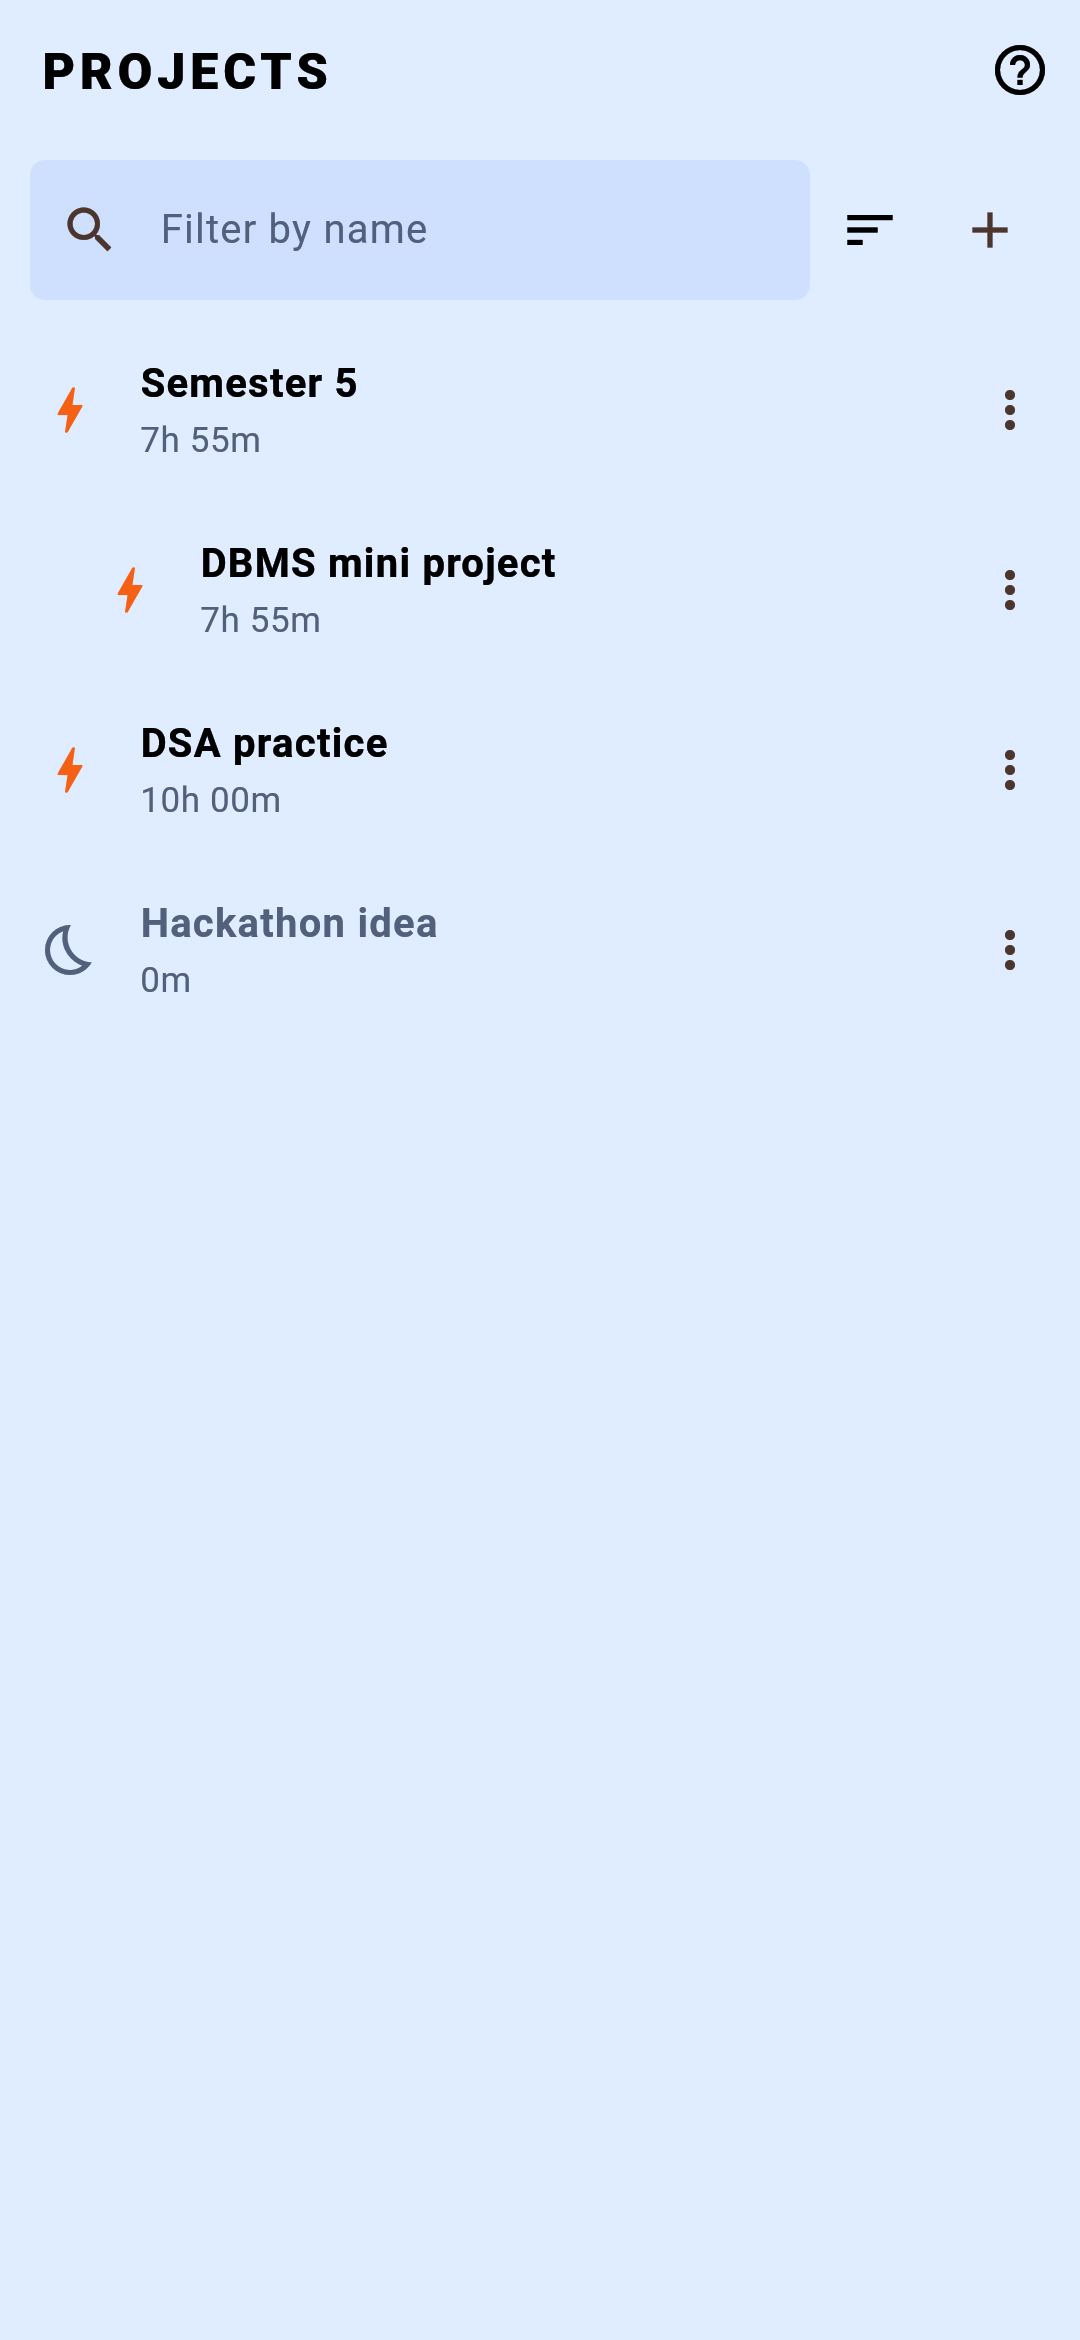 PROJECTS
Filter by name
Semester 5
7h 55m
DBMS mini project
7h 55m
DSA practice
10h 00m
Hackathon idea
0m